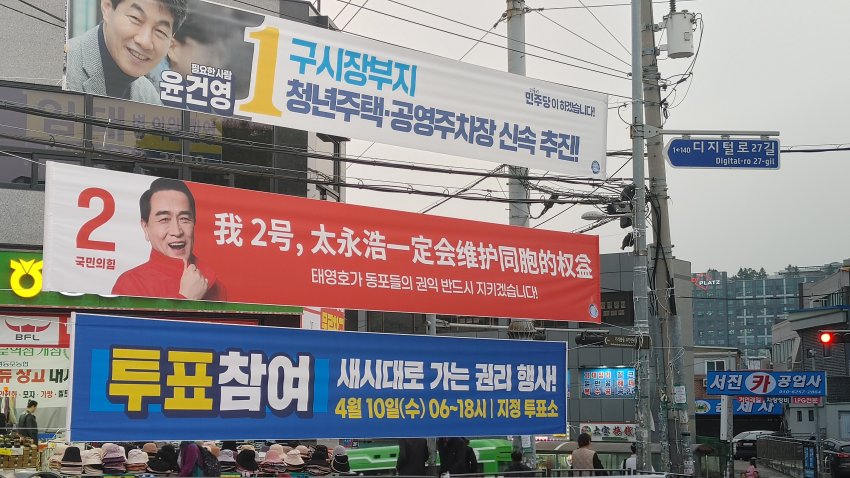 필요한 사람
윤건영
1
구시장부지
청년주택·공영주차장 신속 추진!!
민주당이 하겠습니다!
1↔140 디지털로27길
Digital-ro 27-gil
임대
2
국민의힘
我 2号, 太永浩一定会维护同胞的权益
태영호가 동포들의 권익 반드시 지키겠습니다!
BFL
투표참여
새시대로 가는 권리 행사!
4월 10일(수) 06~18시 | 지정 투표소
PLATZ
서진 카 공업사